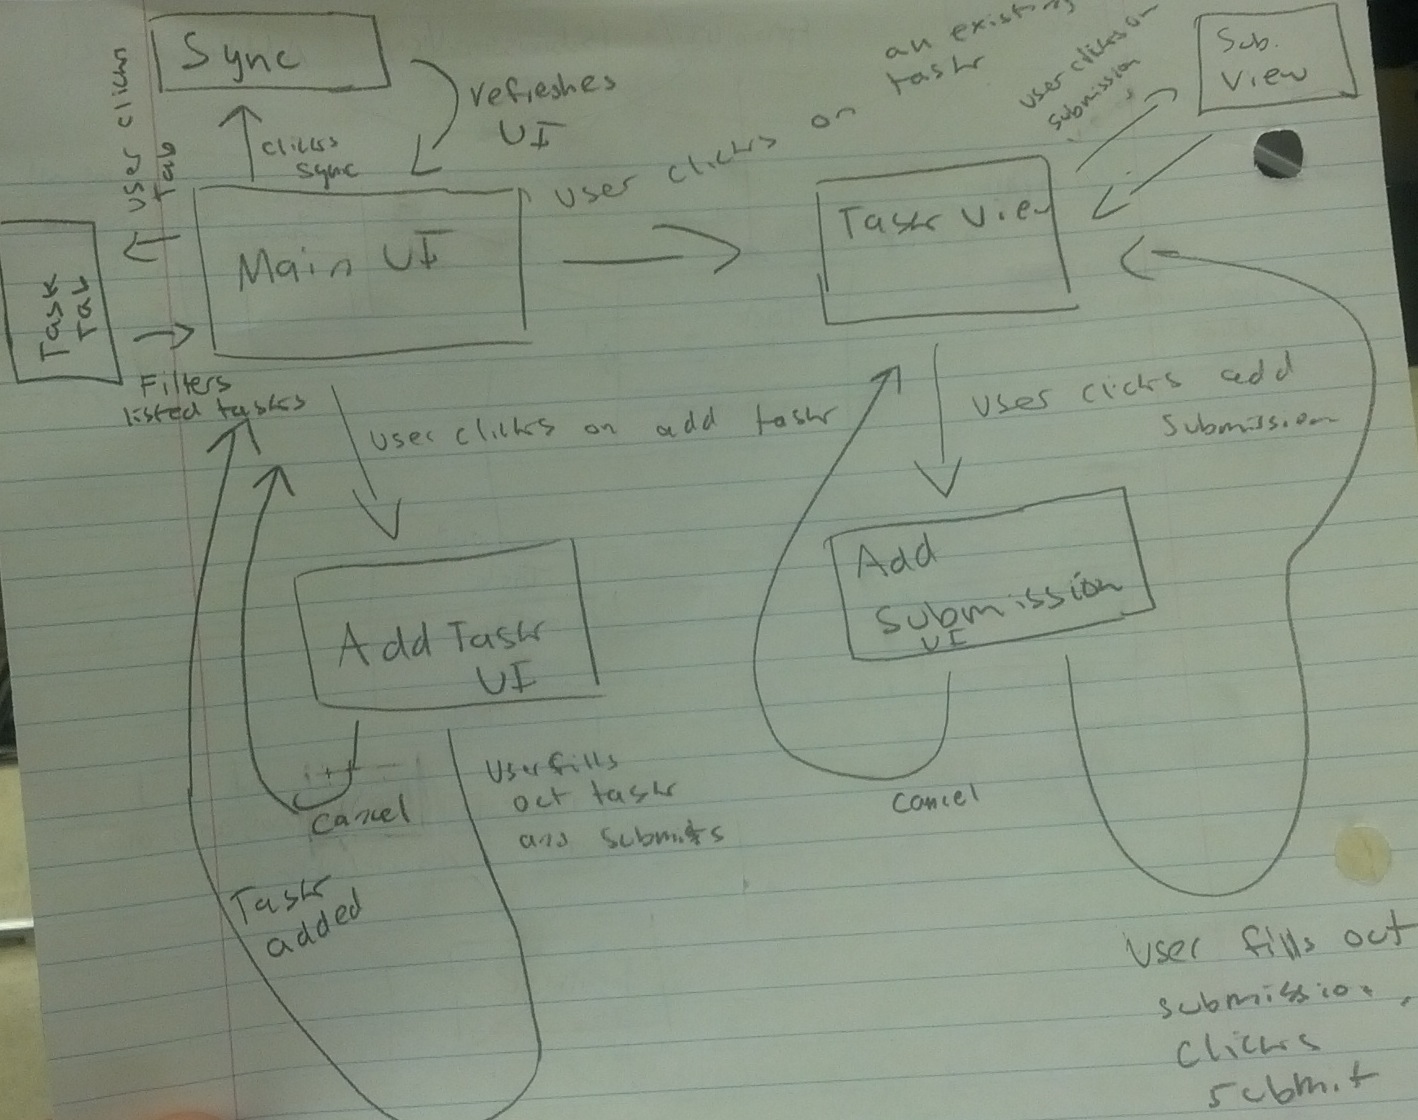 Sync
refreshes
UI
clicks
sync
user clicks
tab
user clicks on
an existing
task
user clicks on
submission
Sub.
View
Task
Tab
Main UI
Task View
Filters
listed tasks
user clicks on add task
user clicks add
submission
Add Task
UI
Add
Submission
UI
Cancel
User fills
out task
and submits
Cancel
Task
added
User fills out
submission,
clicks
submit